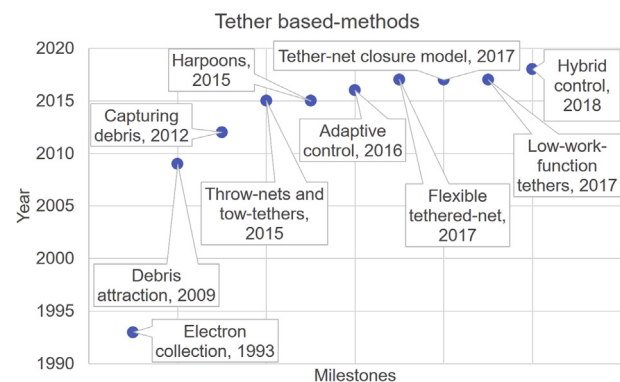 Tether based-methods
2020
2015
2010
2005
2000
1995
1990
Year
Milestones
Harpoons,
2015
Tether-net closure model, 2017
Hybrid
control,
2018
Capturing
debris, 2012
Adaptive
control, 2016
Low-work-
function
tethers, 2017
Throw-nets and
tow-tethers,
2015
Flexible
tethered-net,
2017
Debris
attraction, 2009
Electron
collection, 1993